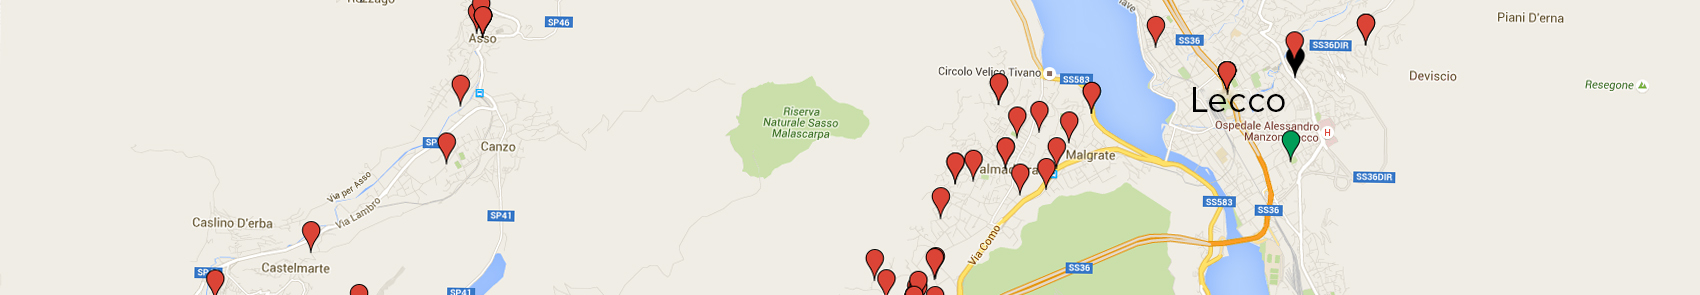 SP46
Asso
Piani D'erna
SS36
SS36DIR
Circolo Velico Tivano
SS583
Deviscio
Resegone
Lecco
Riserva
Naturale Sasso
Malascarpa
Ospedale Alessandro
H
Canzo
Malgrate
Via per Asso
SS36DIR
Via Lambro
SP41
SS583
SS36
Caslino D'erba
Via Como
Castelmarte
SS36
SP41